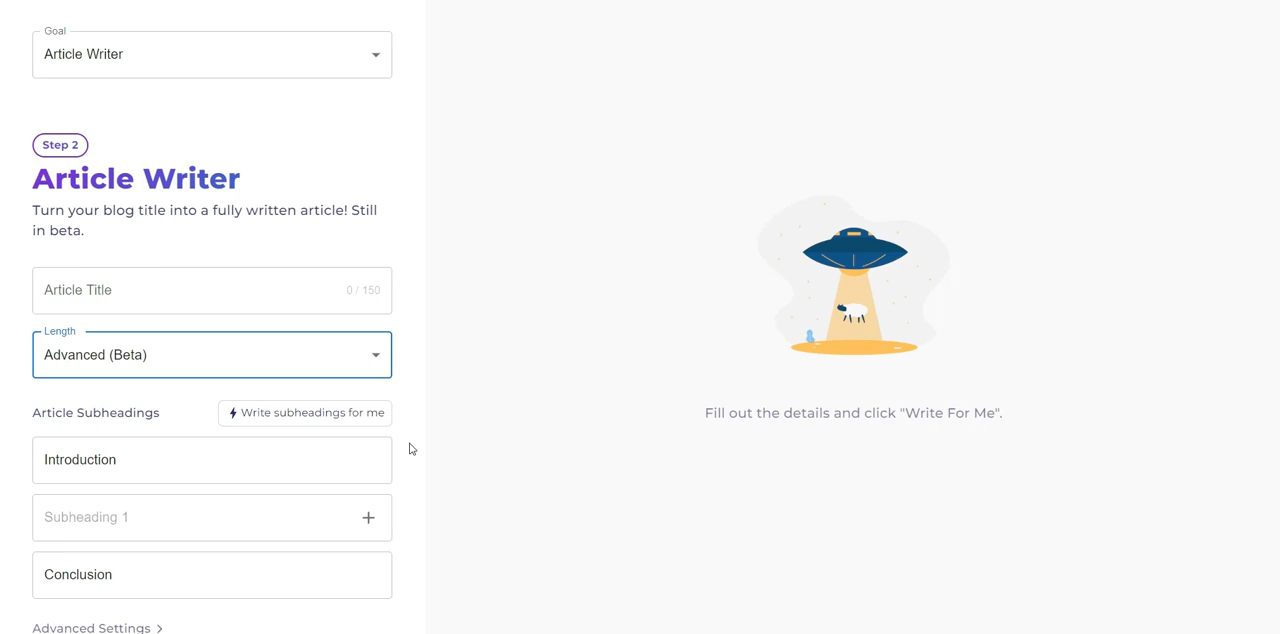 Goal
Article Writer
Step 2
Article Writer
Turn your blog title into a fully written article! Still
in beta.
Article Title 0 / 150
Length
Advanced (Beta)
Article Subheadings Write subheadings for me
Introduction
Subheading 1
Conclusion
Advanced Settings
Fill out the details and click "Write For Me".